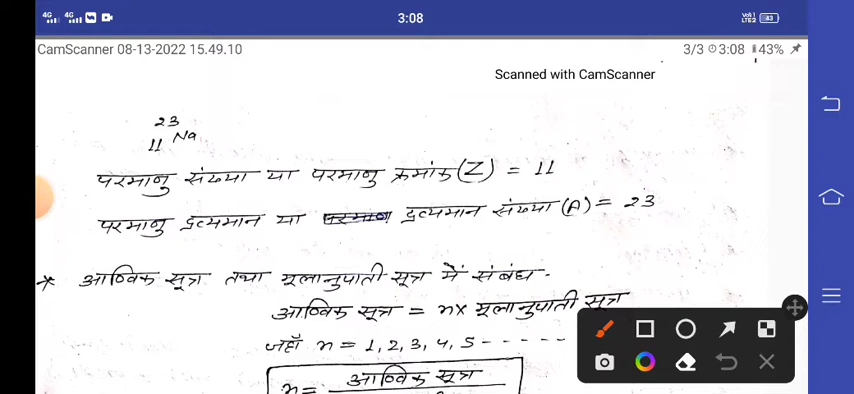 3:08
CamScanner 08-13-2022 15.49.10
3/3 3:08 43%
Scanned with CamScanner
23
11 Na
परमाणु संख्या या परमाणु क्रमांक (Z) = 11
परमाणु द्रव्यमान या द्रव्यमान संख्या (A) = 23
* आण्विक सूत्र तथा मूलानुपाती सूत्र में संबंध.
आण्विक सूत्र = n x मूलानुपाती सूत्र
जहाँ n = 1, 2, 3, 4, 5 ------
n = आण्विक सूत्र